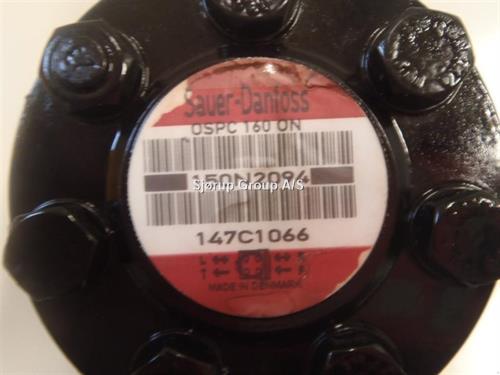 Sauer-Danfoss
OSPC 160 ON
150N2094
Sjørup Group A/S
147C1066
L R
T P
MADE IN DENMARK